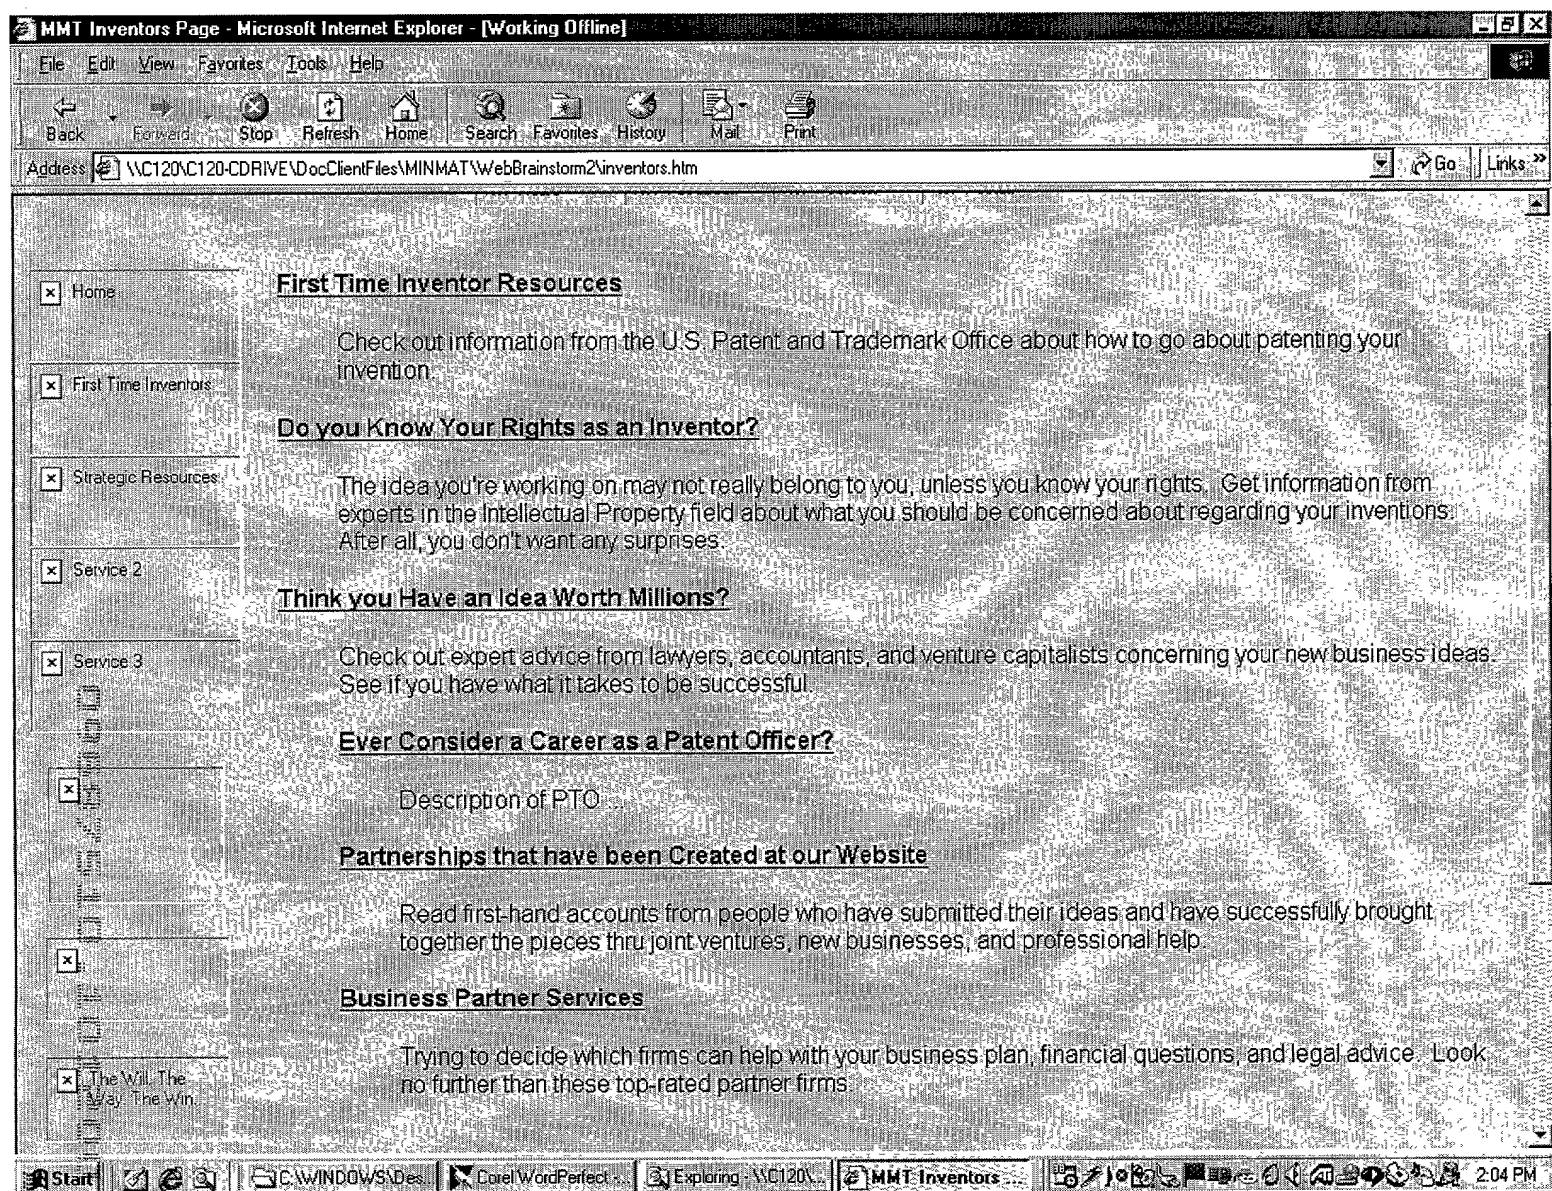 MMT Inventors Page - Microsoft Internet Explorer - [Working Offline]
File Edit View Favorites Tools Help
Back Forward Stop Refresh Home Search Favorites History Mail Print
Address \\C120\C120-CDRIVE\DocClientFiles\MINMAT\WebBrainstorm2\inventors.htm Go Links »
Home
First Time Inventors
Strategic Resources
Service 2
Service 3
The Will. The
Way. The Win.
First Time Inventor Resources
Check out information from the U.S. Patent and Trademark Office about how to go about patenting your
invention.
Do you Know Your Rights as an Inventor?
The idea you're working on may not really belong to you, unless you know your rights. Get information from
experts in the Intellectual Property field about what you should be concerned about regarding your inventions.
After all, you don't want any surprises.
Think you Have an Idea Worth Millions?
Check out expert advice from lawyers, accountants, and venture capitalists concerning your new business ideas.
See if you have what it takes to be successful.
Ever Consider a Career as a Patent Officer?
Description of PTO ...
Partnerships that have been Created at our Website
Read first-hand accounts from people who have submitted their ideas and have successfully brought
together the pieces thru joint ventures, new businesses, and professional help.
Business Partner Services
Trying to decide which firms can help with your business plan, financial questions, and legal advice. Look
no further than these top-rated partner firms.
Start C:\WINDOWS\Des... Corel WordPerfect ... Exploring - \\C120\... MMT Inventors ... 2:04 PM